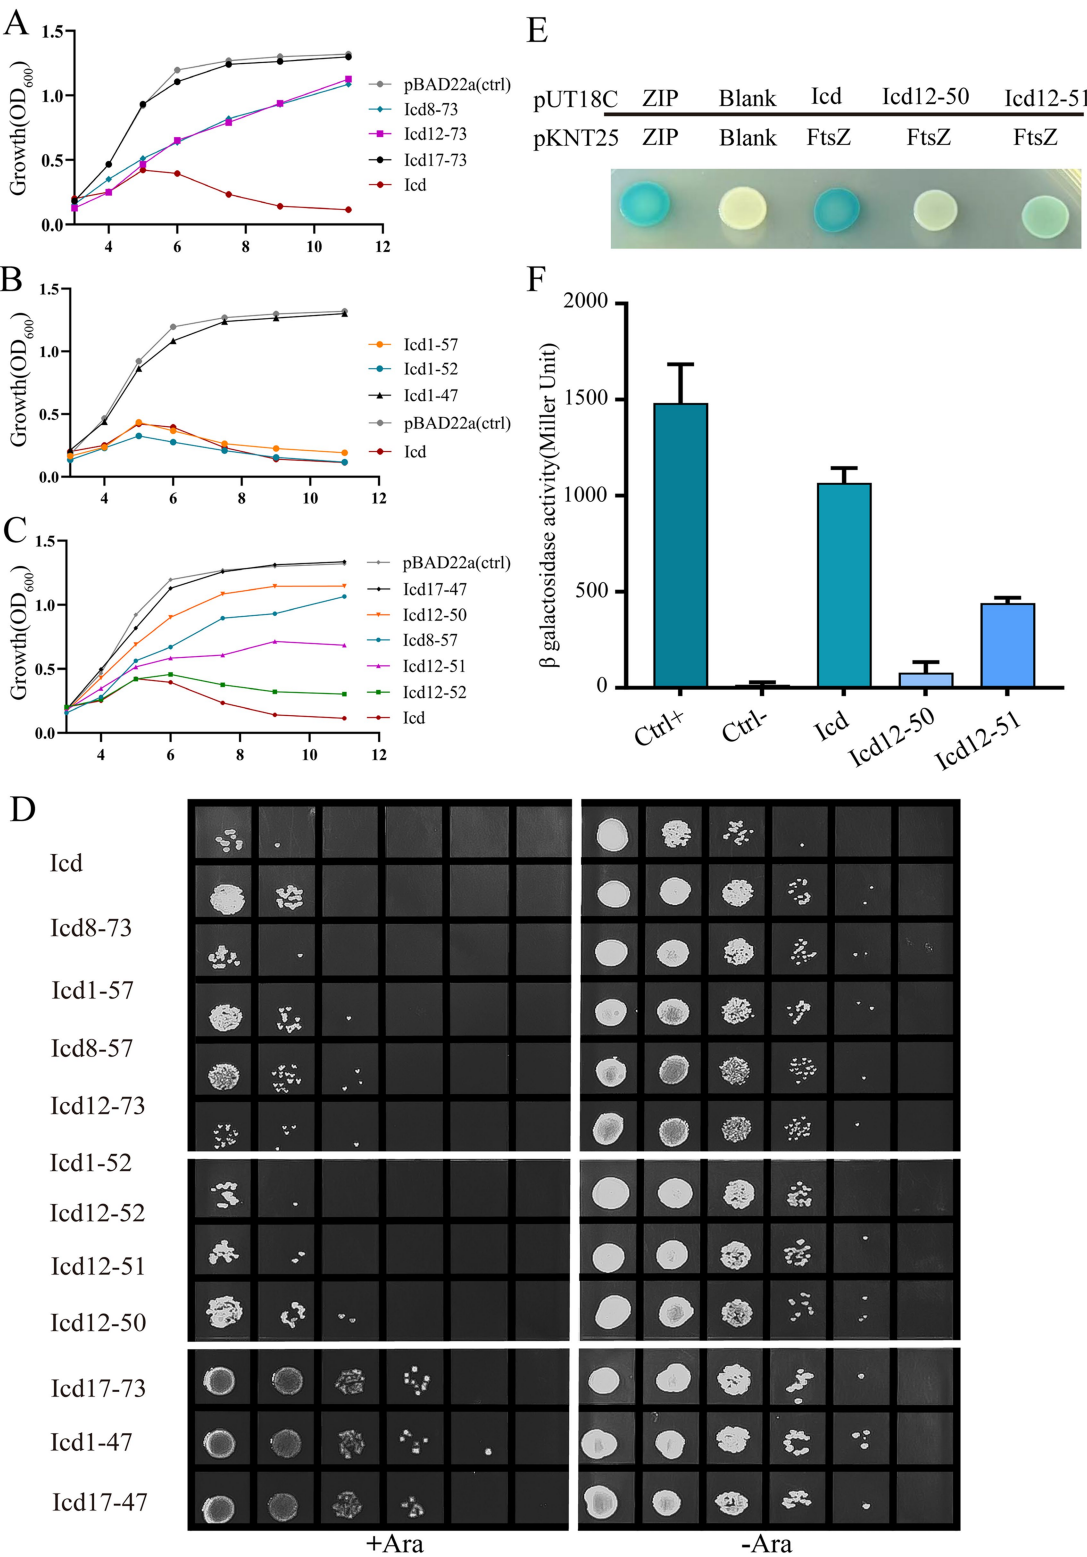 A
Growth(OD600)
1.5
1.0
0.5
0.0
4 6 8 10 12
pBAD22a(ctrl)
Icd8-73
Icd12-73
Icd17-73
Icd
B
Growth(OD600)
1.5
1.0
0.5
0.0
4 6 8 10 12
Icd1-57
Icd1-52
Icd1-47
pBAD22a(ctrl)
Icd
C
Growth(OD600)
1.5
1.0
0.5
0.0
4 6 8 10 12
pBAD22a(ctrl)
Icd17-47
Icd12-50
Icd8-57
Icd12-51
Icd12-52
Icd
E
pUT18C ZIP Blank Icd Icd12-50 Icd12-51
pKNT25 ZIP Blank FtsZ FtsZ FtsZ
F
β galactosidase activity(Miller Unit)
2000
1500
1000
500
0
Ctrl+ Ctrl- Icd Icd12-50 Icd12-51
D
Icd
Icd8-73
Icd1-57
Icd8-57
Icd12-73
Icd1-52
Icd12-52
Icd12-51
Icd12-50
Icd17-73
Icd1-47
Icd17-47
+Ara -Ara